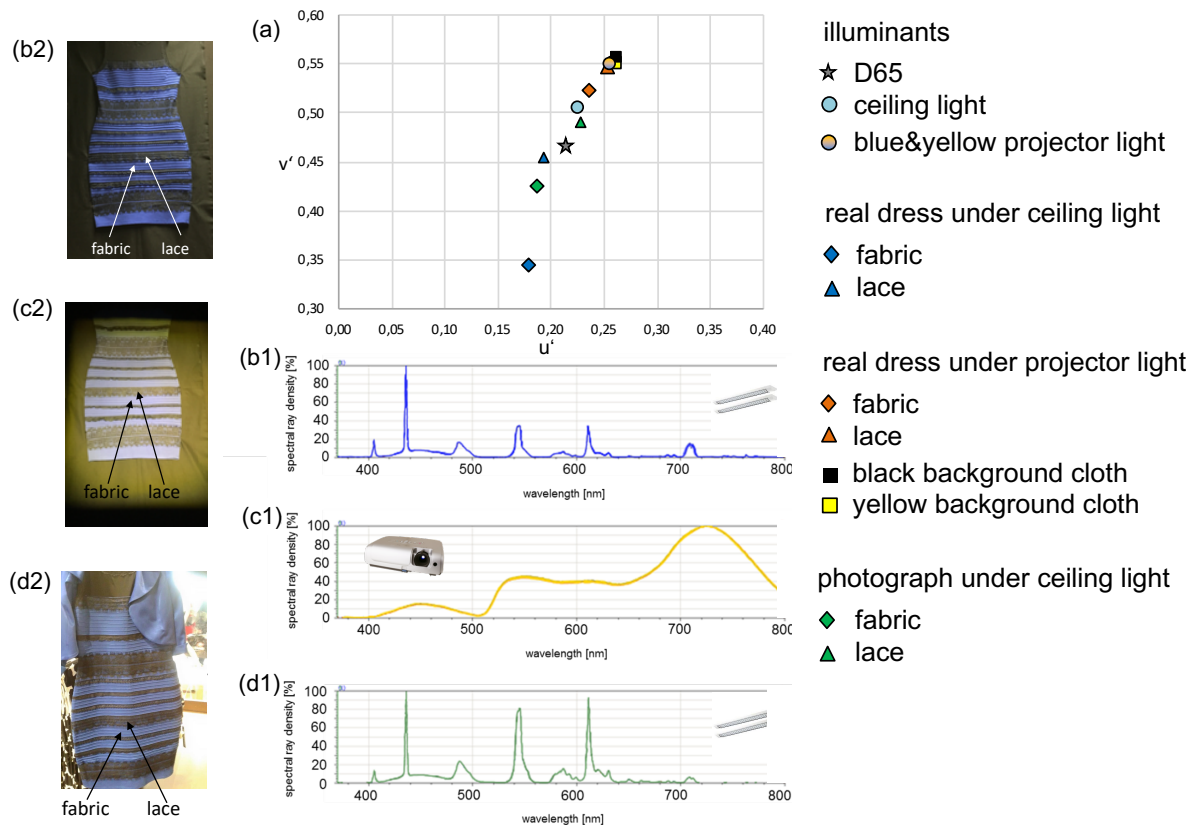 (b2)
fabric
lace
(c2)
fabric
lace
(d2)
fabric
lace
(a)
0,60
0,55
0,50
0,45
0,40
0,35
0,30
v‘
0,00
0,05
0,10
0,15
0,20
0,25
0,30
0,35
0,40
u‘
(b1)
spectral ray density [%]
100
80
60
40
20
0
400
500
600
700
800
wavelength [nm]
(c1)
spectral ray density [%]
100
80
60
40
20
0
400
500
600
700
800
wavelength [nm]
(d1)
spectral ray density [%]
100
80
60
40
20
0
400
500
600
700
800
wavelength [nm]
illuminants
D65
ceiling light
blue&yellow projector light
real dress under ceiling light
fabric
lace
real dress under projector light
fabric
lace
black background cloth
yellow background cloth
photograph under ceiling light
fabric
lace